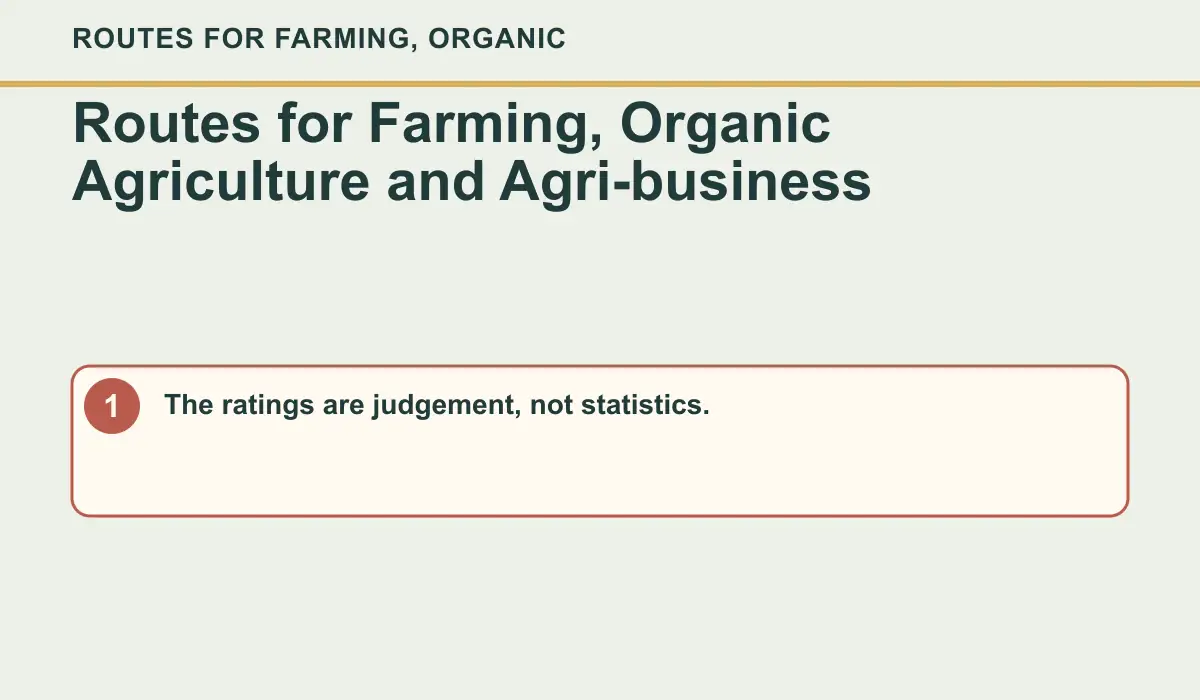 ROUTES FOR FARMING, ORGANIC
Routes for Farming, Organic
Agriculture and Agri-business
1
The ratings are judgement, not statistics.